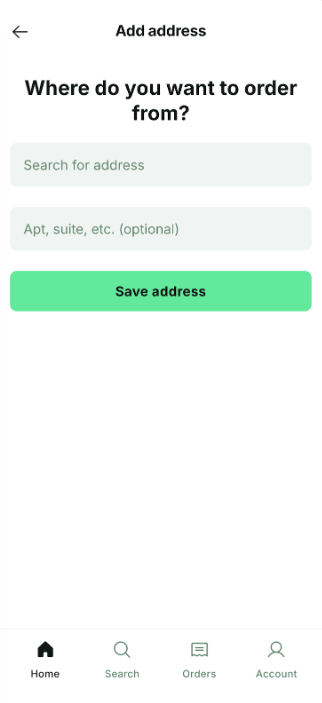 Add address
Where do you want to order
from?
Search for address
Apt, suite, etc. (optional)
Save address
Home
Search
Orders
Account